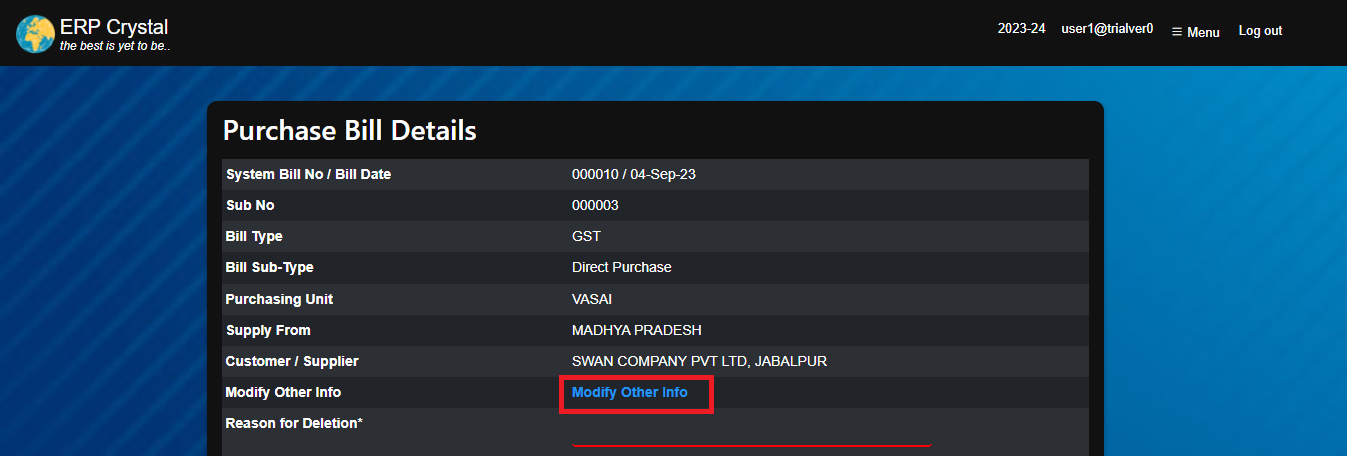 ERP Crystal
the best is yet to be..
2023-24 user1@trialver0 ☰ Menu Log out
Purchase Bill Details
System Bill No / Bill Date 000010 / 04-Sep-23
Sub No 000003
Bill Type GST
Bill Sub-Type Direct Purchase
Purchasing Unit VASAI
Supply From MADHYA PRADESH
Customer / Supplier SWAN COMPANY PVT LTD, JABALPUR
Modify Other Info Modify Other Info
Reason for Deletion*